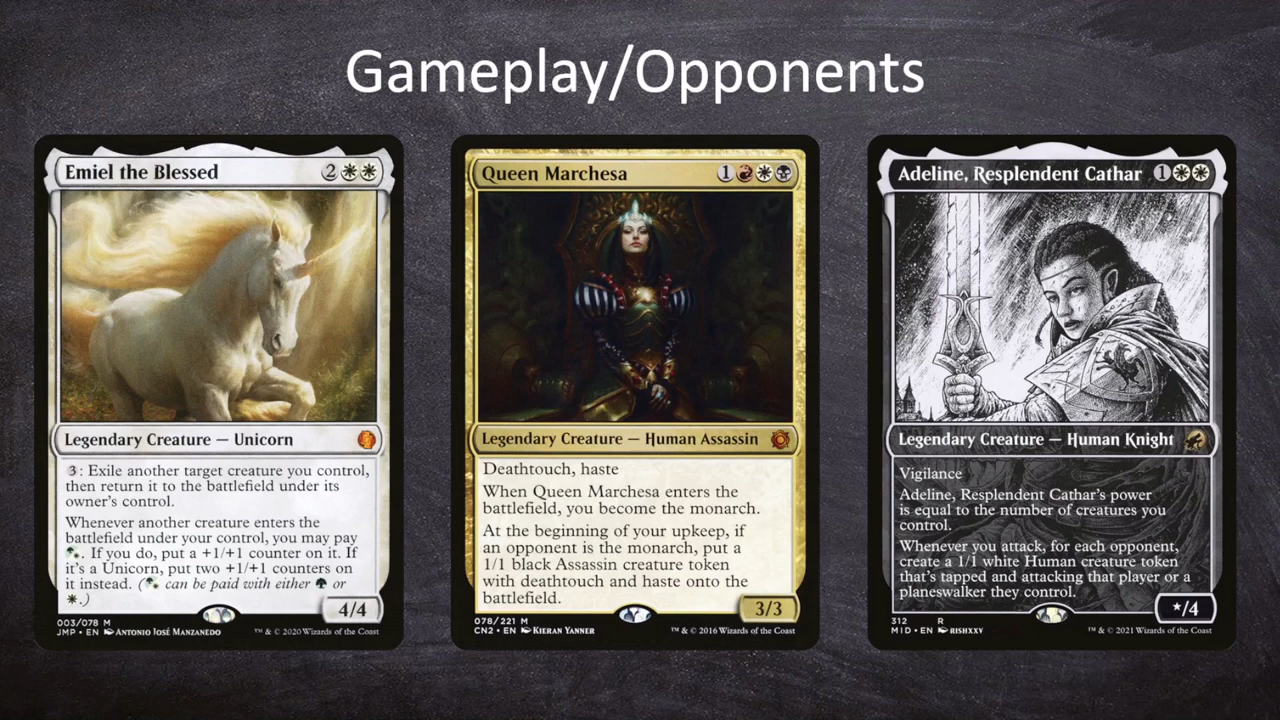 Gameplay/Opponents
Emiel the Blessed 2
Legendary Creature — Unicorn
3: Exile another target creature you control,
then return it to the battlefield under its
owner's control.
Whenever another creature enters the
battlefield under your control, you may pay
. If you do, put a +1/+1 counter on it. If
it's a Unicorn, put two +1/+1 counters on
it instead. ( can be paid with either or
.)
4/4
003/078 M
JMP • EN Antonio José Manzanedo
™ & © 2020 Wizards of the Coast
Queen Marchesa 1
Legendary Creature — Human Assassin
Deathtouch, haste
When Queen Marchesa enters the
battlefield, you become the monarch.
At the beginning of your upkeep, if
an opponent is the monarch, put a
1/1 black Assassin creature token
with deathtouch and haste onto the
battlefield.
3/3
078/221 M
CN2 • EN Kieran Yanner
™ & © 2016 Wizards of the Coast
Adeline, Resplendent Cathar 1
Legendary Creature — Human Knight
Vigilance
Adeline, Resplendent Cathar's power
is equal to the number of creatures you
control.
Whenever you attack, for each opponent,
create a 1/1 white Human creature token
that's tapped and attacking that player or a
planeswalker they control.
*/4
312 R
MID • EN Rishxxv
™ & © 2021 Wizards of the Coast